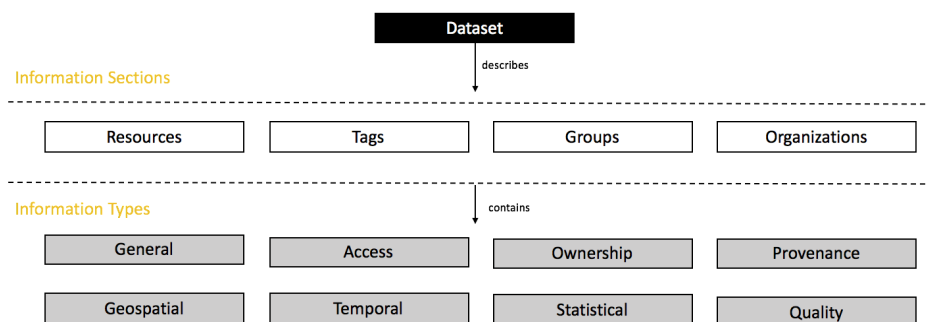 Dataset
describes
Information Sections
Resources Tags Groups Organizations
Information Types
contains
General Access Ownership Provenance
Geospatial Temporal Statistical Quality